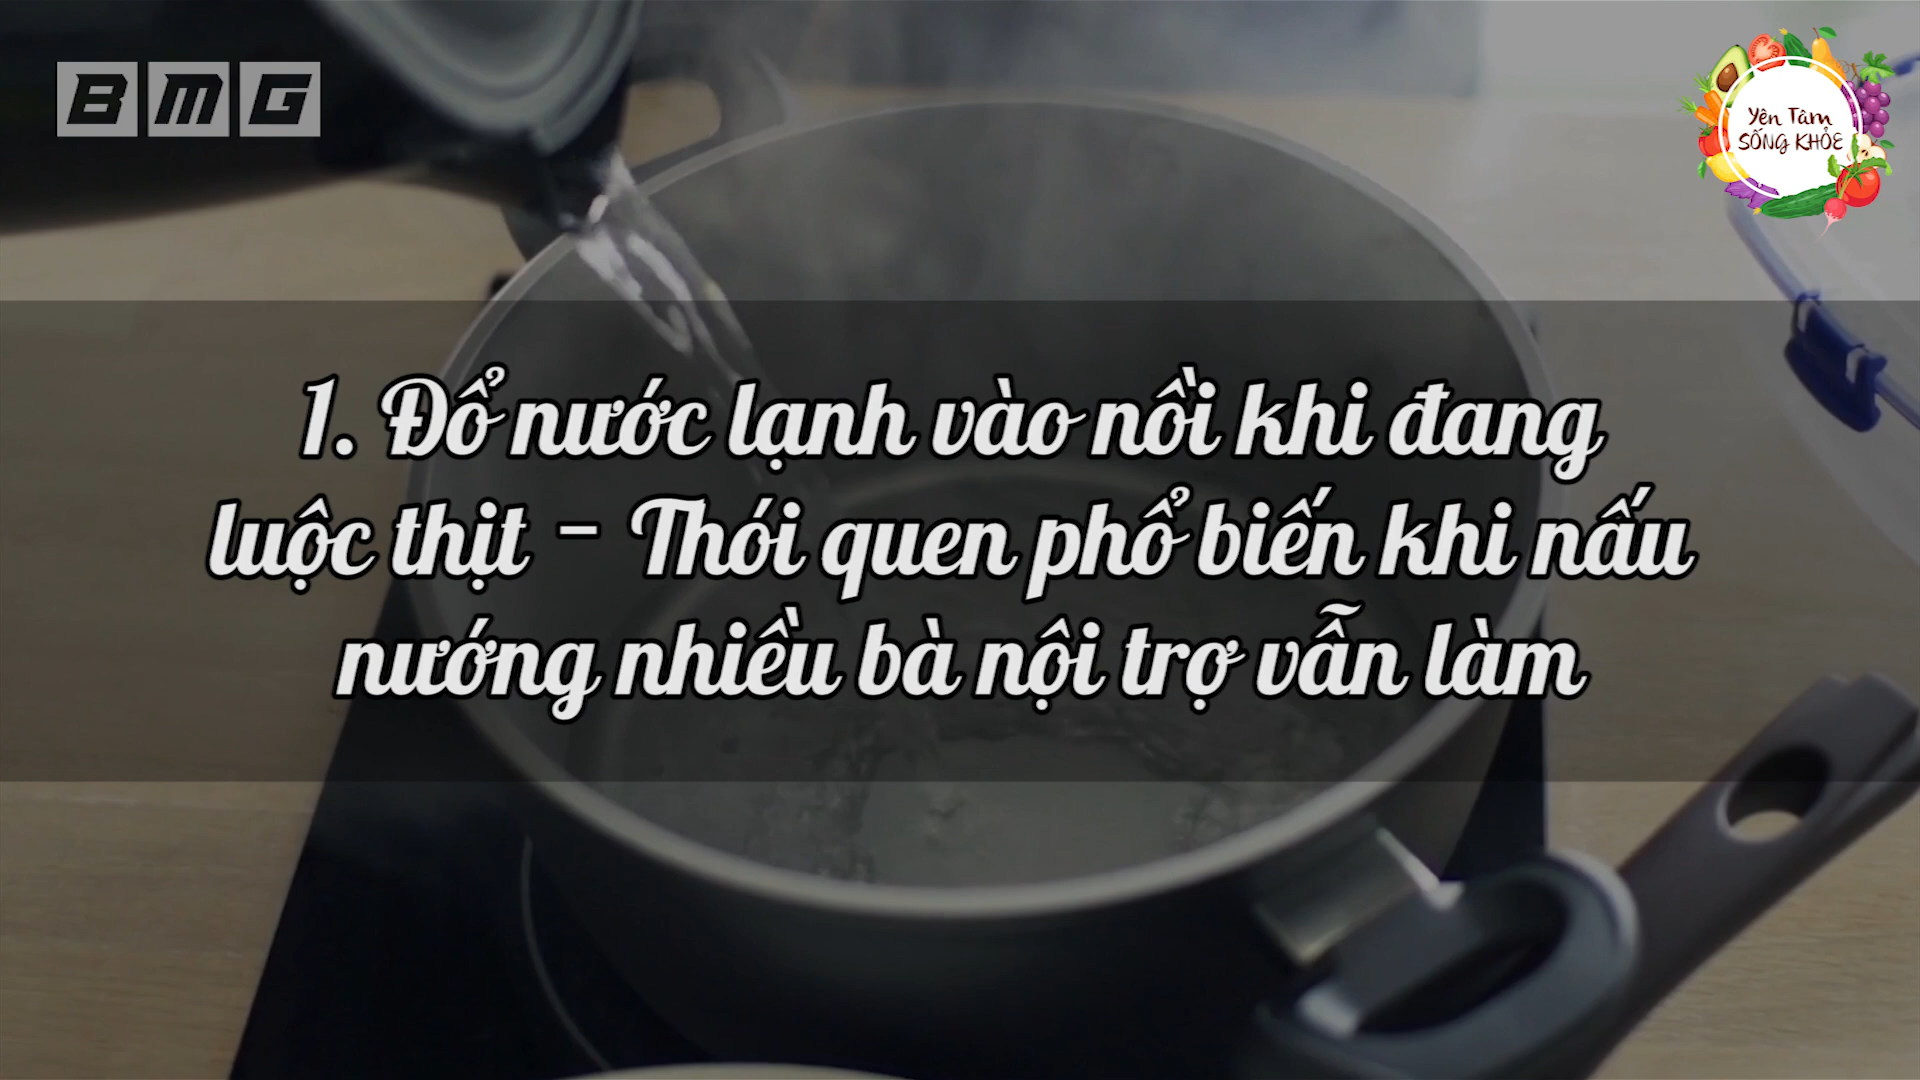 BMG
Yên Tâm
SỐNG KHỎE
1. Đổ nước lạnh vào nồi khi đang
luộc thịt - Thói quen phổ biến khi nấu
nướng nhiều bà nội trợ vẫn làm